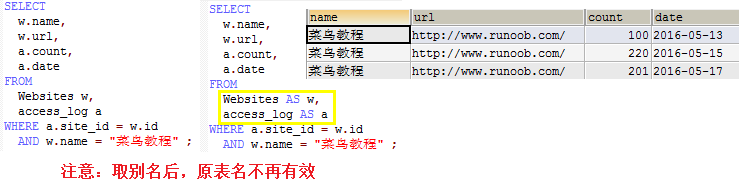 SELECT
w.name,
w.url,
a.count,
a.date
FROM
Websites w,
access_log a
WHERE a.site_id = w.id
AND w.name = "菜鸟教程" ;
SELECT
w.name,
w.url,
a.count,
a.date
FROM
Websites AS w,
access_log AS a
WHERE a.site_id = w.id
AND w.name = "菜鸟教程" ;
name url count date
菜鸟教程 http://www.runoob.com/ 100 2016-05-13
菜鸟教程 http://www.runoob.com/ 220 2016-05-15
菜鸟教程 http://www.runoob.com/ 201 2016-05-17
注意：取别名后，原表名不再有效